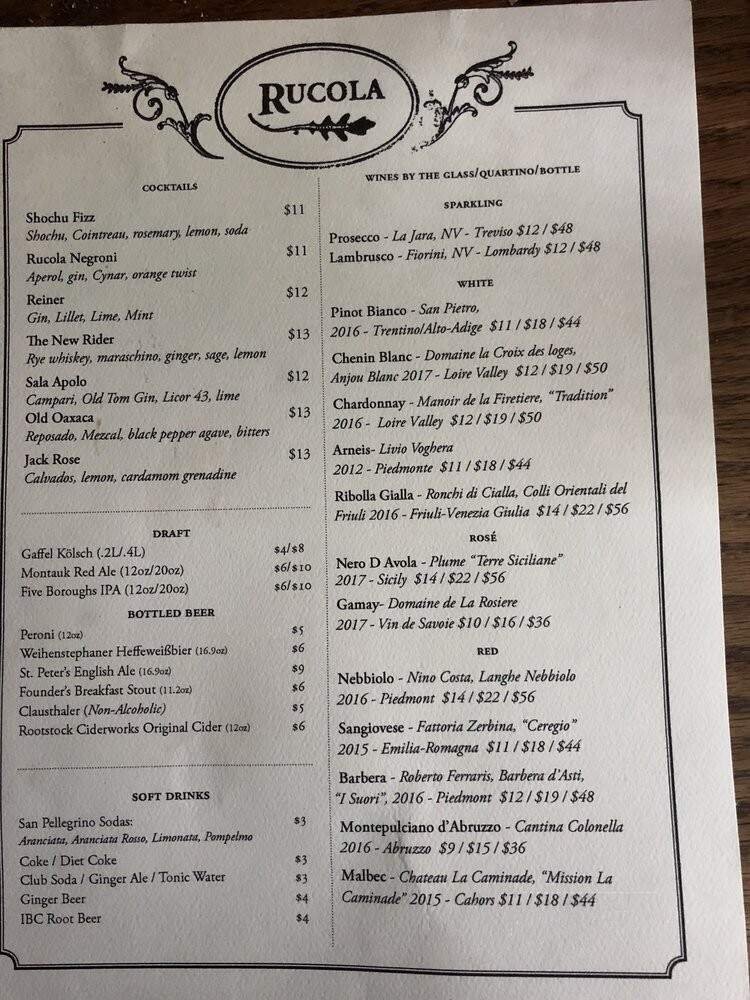 RUCOLA
COCKTAILS
Shochu Fizz $11
Shochu, Cointreau, rosemary, lemon, soda
Rucola Negroni $11
Aperol, gin, Cynar, orange twist
Reiner $12
Gin, Lillet, Lime, Mint
The New Rider $13
Rye whiskey, maraschino, ginger, sage, lemon
Sala Apolo $12
Campari, Old Tom Gin, Licor 43, lime
Old Oaxaca $13
Reposado, Mezcal, black pepper agave, bitters
Jack Rose $13
Calvados, lemon, cardamom grenadine
DRAFT
Gaffel Kölsch (.2L/.4L) $4/$8
Montauk Red Ale (12oz/20oz) $6/$10
Five Boroughs IPA (12oz/20oz) $6/$10
BOTTLED BEER
Peroni (12oz) $5
Weihenstephaner Heffeweißbier (16.9oz) $6
St. Peter's English Ale (16.9oz) $9
Founder's Breakfast Stout (11.2oz) $6
Clausthaler (Non-Alcoholic) $5
Rootstock Ciderworks Original Cider (12oz) $6
SOFT DRINKS
San Pellegrino Sodas: $3
Aranciata, Aranciata Rosso, Limonata, Pompelmo
Coke / Diet Coke $3
Club Soda / Ginger Ale / Tonic Water $3
Ginger Beer $4
IBC Root Beer $4
WINES BY THE GLASS/QUARTINO/BOTTLE
SPARKLING
Prosecco - La Jara, NV - Treviso $12 / $48
Lambrusco - Fiorini, NV - Lombardy $12 / $48
WHITE
Pinot Bianco - San Pietro,
2016 - Trentino/Alto-Adige $11 / $18 / $44
Chenin Blanc - Domaine la Croix des loges,
Anjou Blanc 2017 - Loire Valley $12 / $19 / $50
Chardonnay - Manoir de la Firetiere, "Tradition"
2016 - Loire Valley $12 / $19 / $50
Arneis- Livio Voghera
2012 - Piedmonte $11 / $18 / $44
Ribolla Gialla - Ronchi di Cialla, Colli Orientali del
Friuli 2016 - Friuli-Venezia Giulia $14 / $22 / $56
ROSÉ
Nero D Avola - Plume "Terre Siciliane"
2017 - Sicily $14 / $22 / $56
Gamay- Domaine de La Rosiere
2017 - Vin de Savoie $10 / $16 / $36
RED
Nebbiolo - Nino Costa, Langhe Nebbiolo
2016 - Piedmont $14 / $22 / $56
Sangiovese - Fattoria Zerbina, "Ceregio"
2015 - Emilia-Romagna $11 / $18 / $44
Barbera - Roberto Ferraris, Barbera d'Asti,
"I Suori", 2016 - Piedmont $12 / $19 / $48
Montepulciano d'Abruzzo - Cantina Colonella
2016 - Abruzzo $9 / $15 / $36
Malbec - Chateau La Caminade, "Mission La
Caminade" 2015 - Cahors $11 / $18 / $44